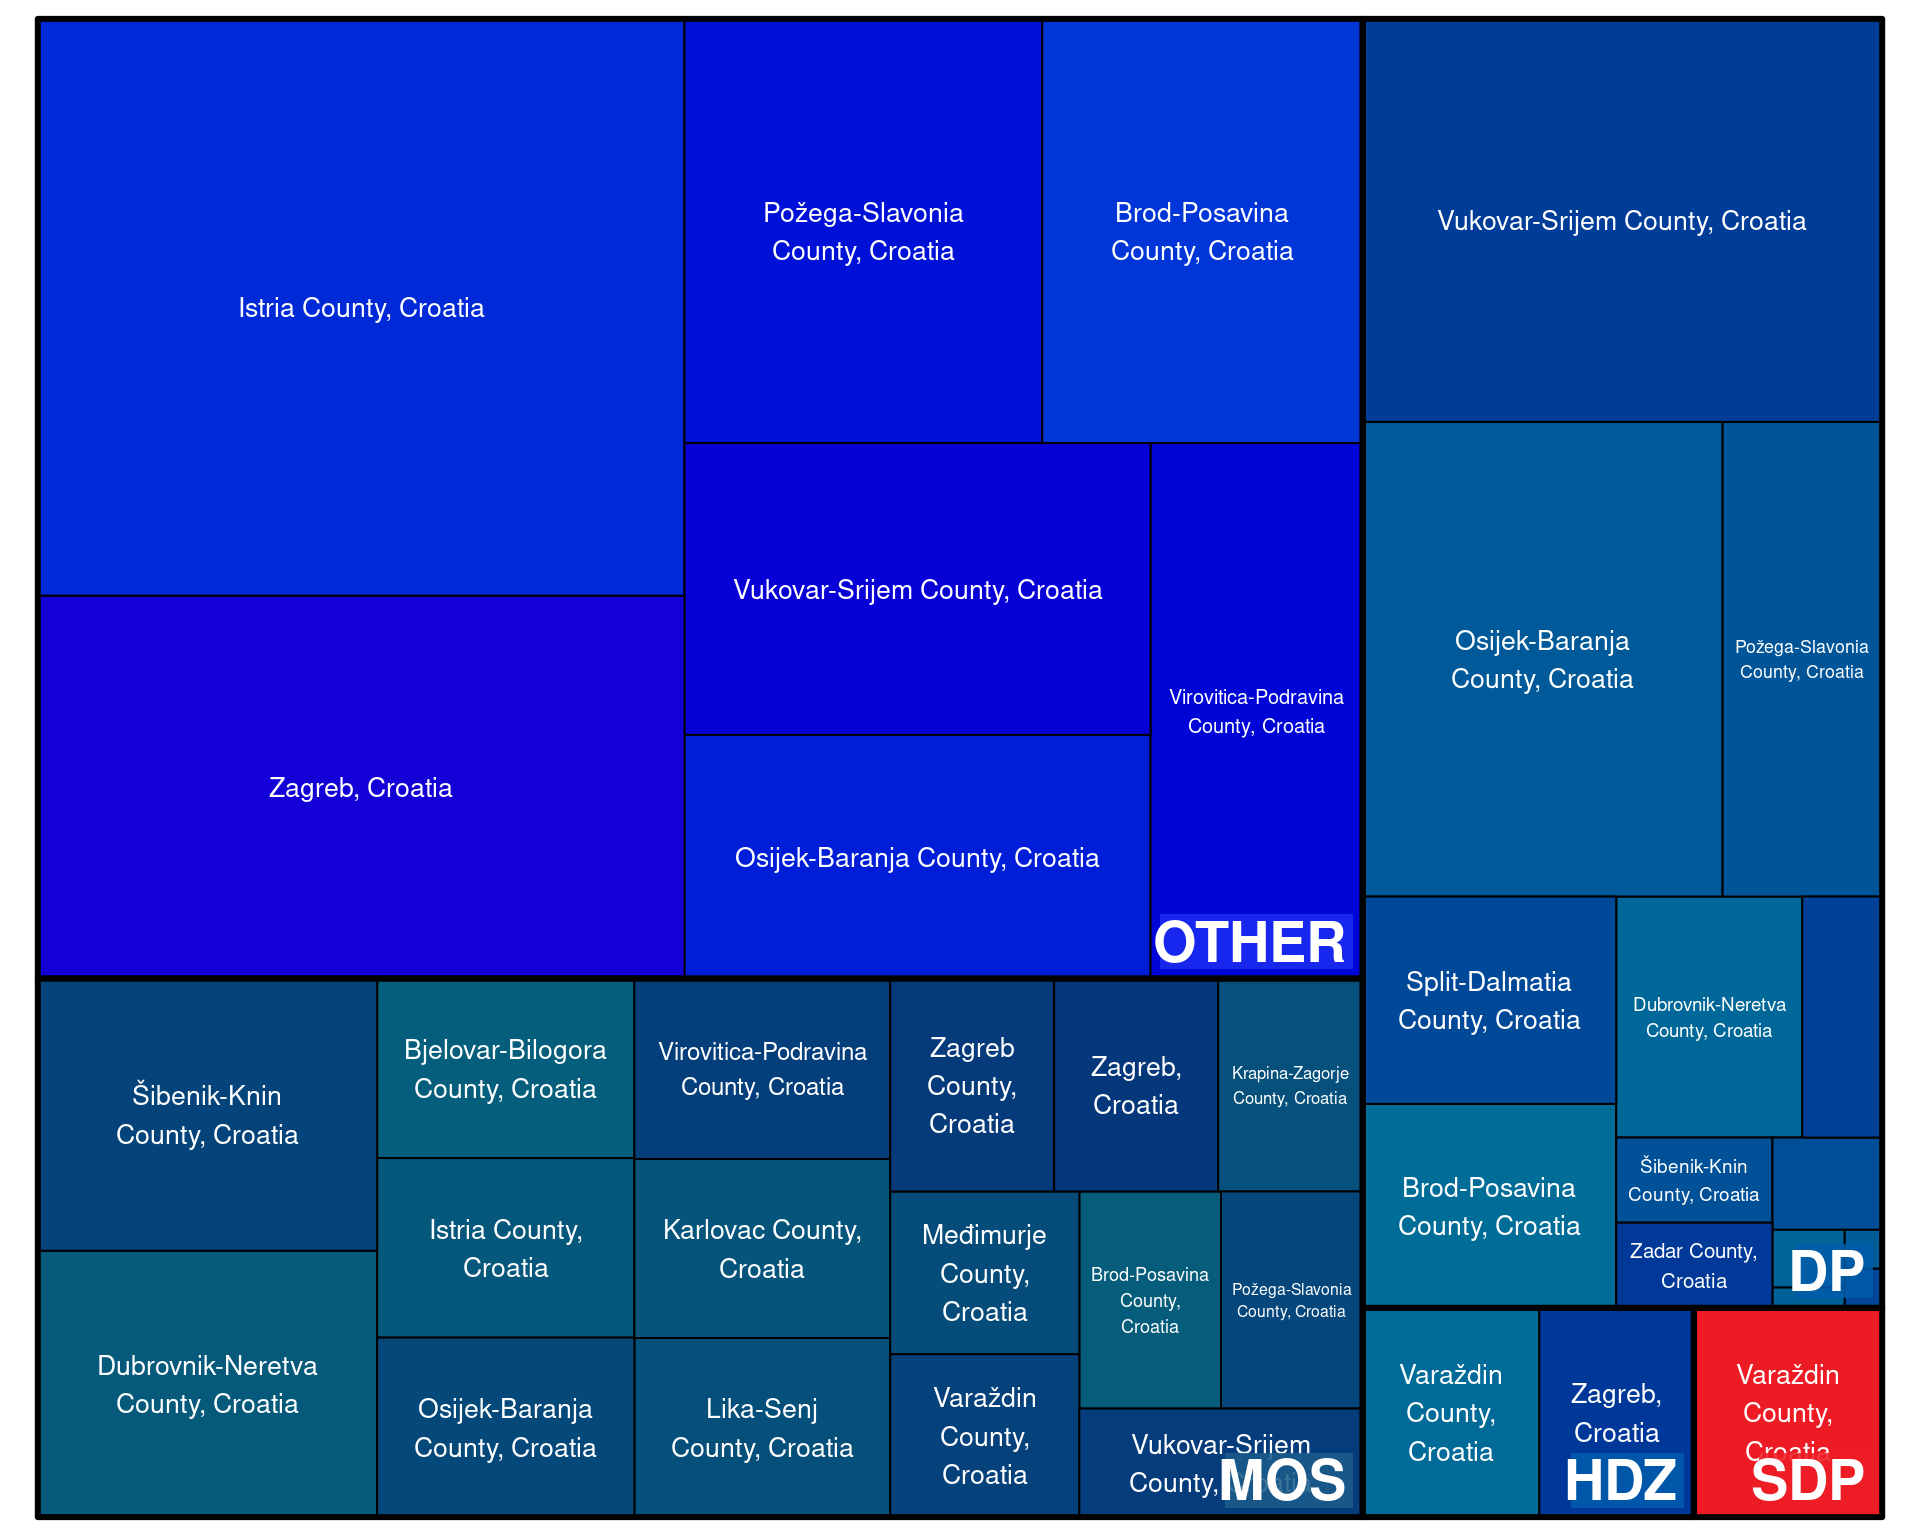 Istria County, Croatia
Zagreb, Croatia
Požega-Slavonia
County, Croatia
Brod-Posavina
County, Croatia
Vukovar-Srijem County, Croatia
Osijek-Baranja County, Croatia
Virovitica-Podravina
County, Croatia
OTHER
Šibenik-Knin
County, Croatia
Dubrovnik-Neretva
County, Croatia
Bjelovar-Bilogora
County, Croatia
Istria County,
Croatia
Osijek-Baranja
County, Croatia
Virovitica-Podravina
County, Croatia
Karlovac County,
Croatia
Lika-Senj
County, Croatia
Zagreb
County,
Croatia
Zagreb,
Croatia
Krapina-Zagorje
County, Croatia
Međimurje
County,
Croatia
Varaždin
County,
Croatia
Brod-Posavina
County,
Croatia
Požega-Slavonia
County, Croatia
Vukovar-Srijem
County, Croatia
MOS
Vukovar-Srijem County, Croatia
Osijek-Baranja
County, Croatia
Požega-Slavonia
County, Croatia
Split-Dalmatia
County, Croatia
Brod-Posavina
County, Croatia
Dubrovnik-Neretva
County, Croatia
Šibenik-Knin
County, Croatia
Zadar County,
Croatia
DP
Varaždin
County,
Croatia
Zagreb,
Croatia
HDZ
Varaždin
County,
Croatia
SDP